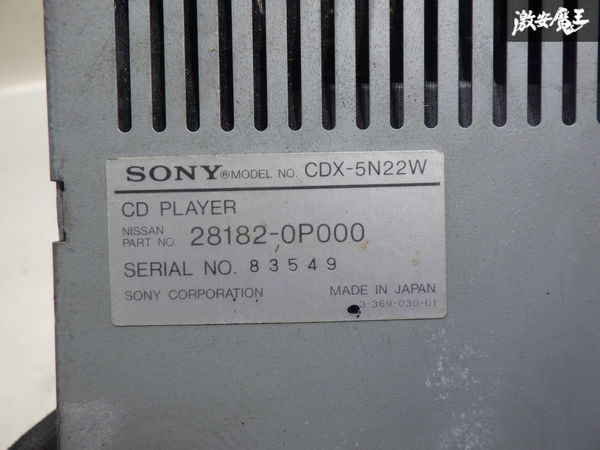 激安魔王
SONY® MODEL NO. CDX-5N22W
CD PLAYER
NISSAN PART NO. 28182-0P000
SERIAL NO. 83549
SONY CORPORATION MADE IN JAPAN
3-369-030-01